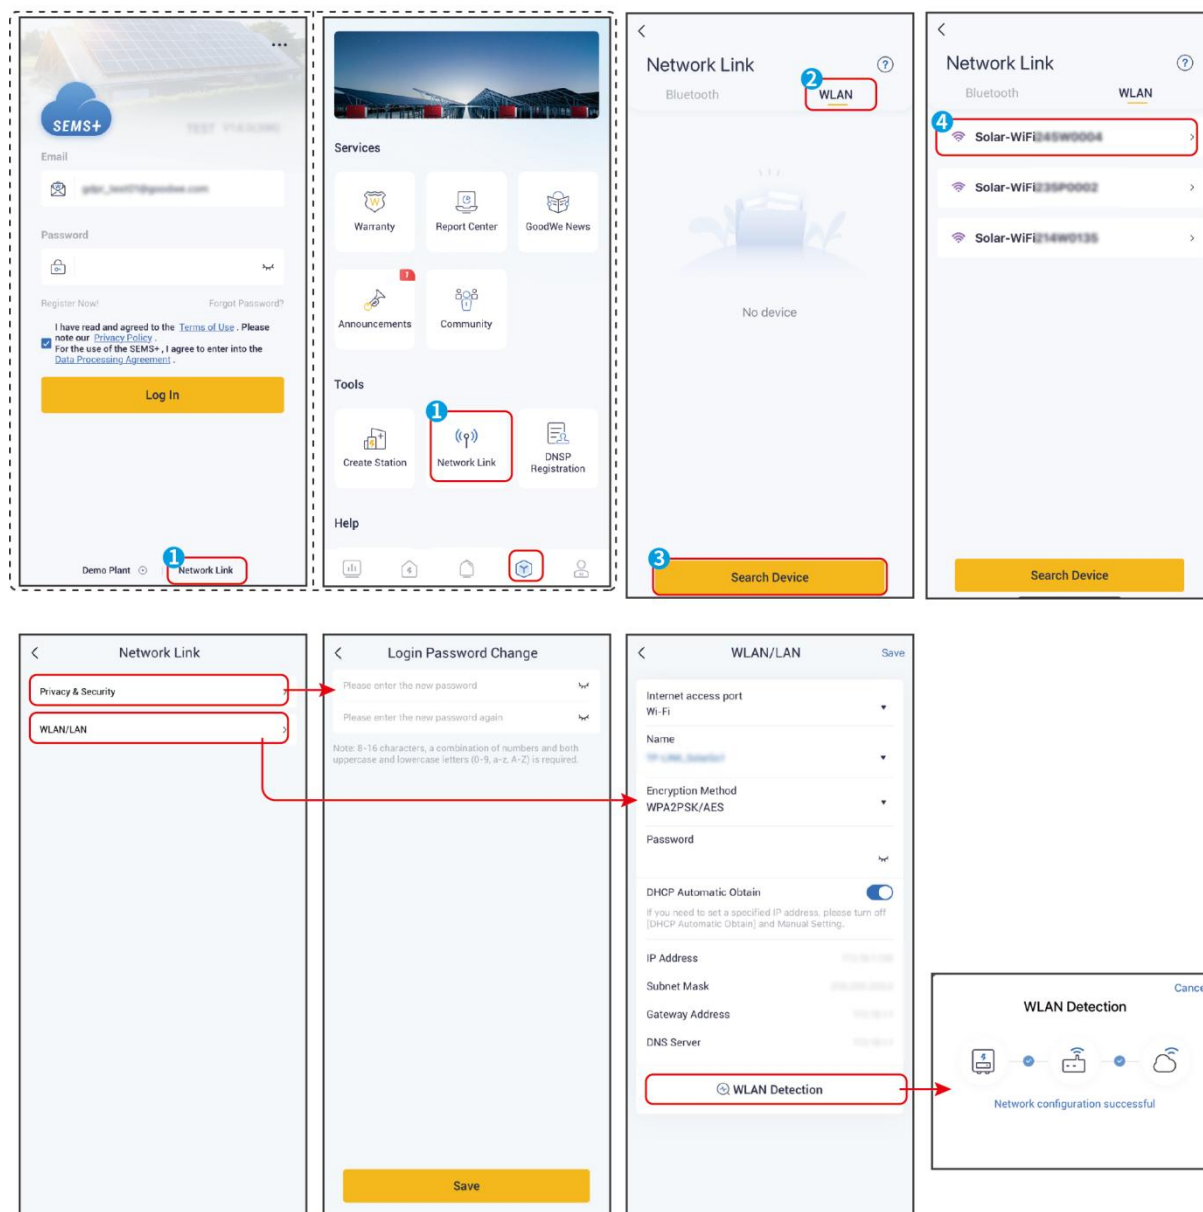 SEMS+
Email
Password
Register Now!
Forgot Password?
I have read and agreed to the Terms of Use . Please
note our Privacy Policy .
For the use of the SEMS+ , I agree to enter into the
Data Processing Agreement .
Log In
Demo Plant
1
Network Link
Services
Warranty
Report Center
GoodWe News
Announcements
Community
Tools
1
Create Station
Network Link
DNSP
Registration
Help
Network Link
?
Bluetooth
2
WLAN
No device
3
Search Device
Network Link
?
Bluetooth
WLAN
4
Solar-WiFi
Solar-WiFi
Solar-WiFi
Search Device
Network Link
Privacy & Security
WLAN/LAN
Login Password Change
Please enter the new password
Please enter the new password again
Note: 8-16 characters, a combination of numbers and both
uppercase and lowercase letters (0-9, a-z, A-Z) is required.
Save
WLAN/LAN
Save
Internet access port
Wi-Fi
Name
Encryption Method
WPA2PSK/AES
Password
DHCP Automatic Obtain
If you need to set a specified IP address, please turn off
[DHCP Automatic Obtain] and Manual Setting.
IP Address
Subnet Mask
Gateway Address
DNS Server
WLAN Detection
Cance
WLAN Detection
Network configuration successful